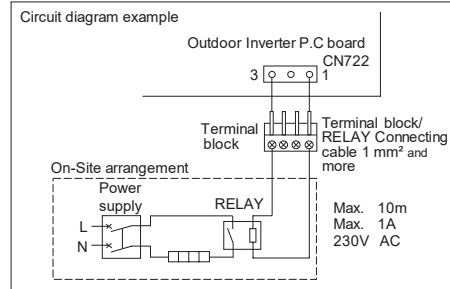 Circuit diagram example
Outdoor Inverter P.C board
CN722
3
1
Terminal
block
Terminal block/
RELAY Connecting
cable 1 mm² and
more
On-Site arrangement
Power
supply
RELAY
L
N
Max. 10m
Max. 1A
230V AC